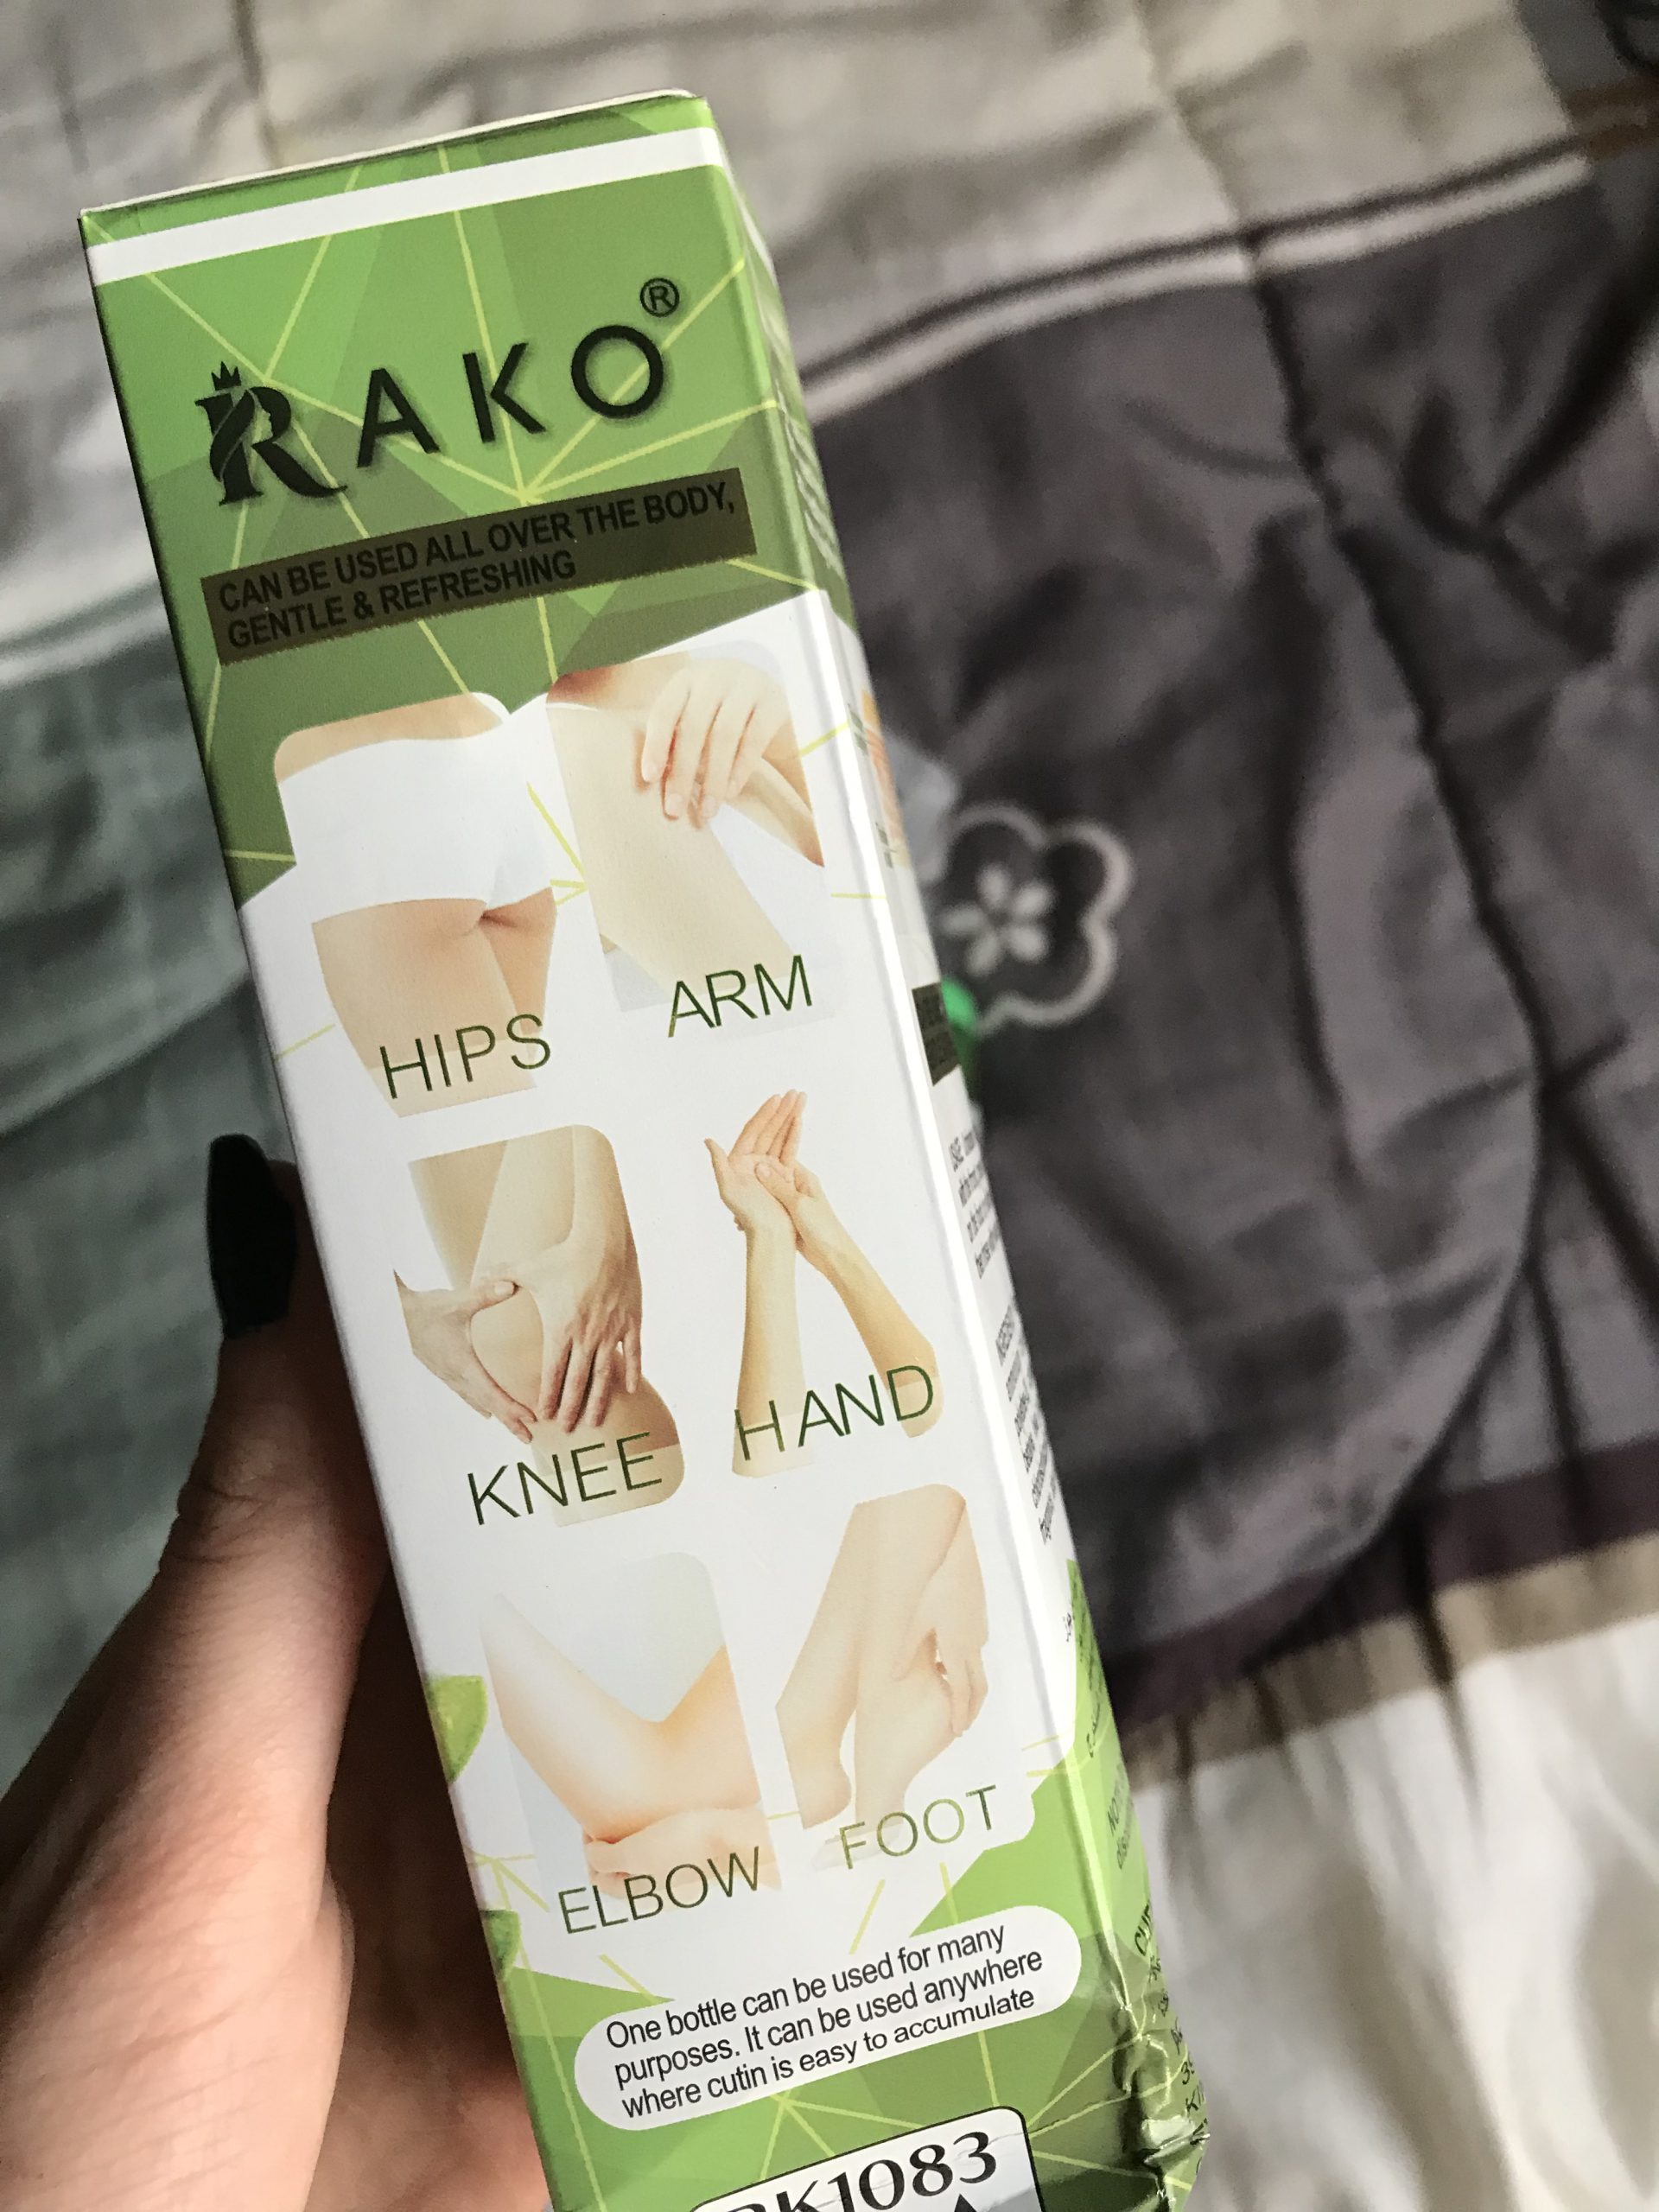 RAKO®
CAN BE USED ALL OVER THE BODY,
GENTLE & REFRESHING
HIPS
ARM
KNEE
HAND
ELBOW
FOOT
One bottle can be used for many
purposes. It can be used anywhere
where cutin is easy to accumulate
RK1083